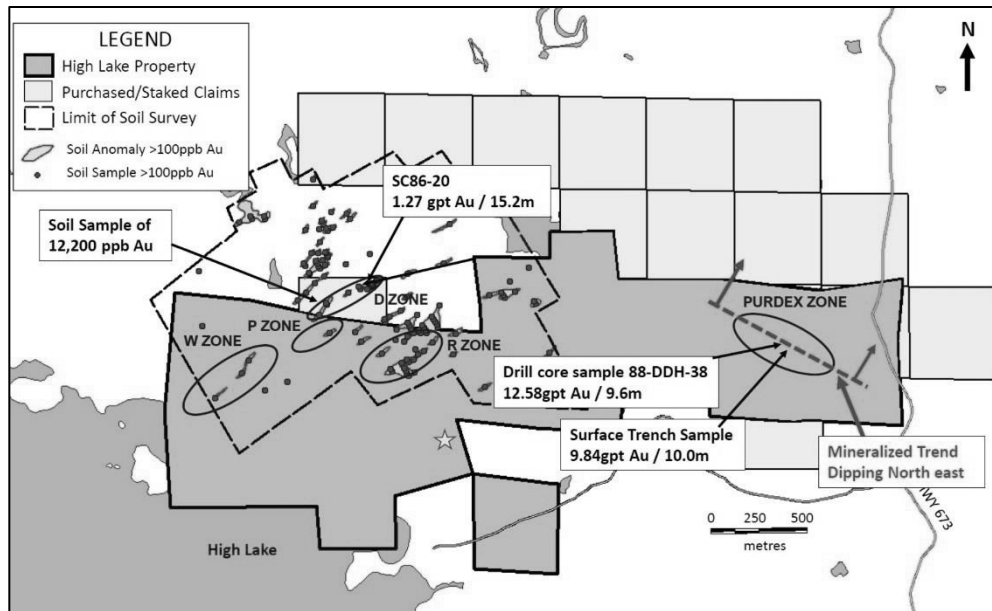 LEGEND
High Lake Property
Purchased/Staked Claims
Limit of Soil Survey
Soil Anomaly >100ppb Au
Soil Sample >100ppb Au
N
SC86-20
1.27 gpt Au / 15.2m
Soil Sample of
12,200 ppb Au
D ZONE
P ZONE
W ZONE
R ZONE
PURDEX ZONE
Drill core sample 88-DDH-38
12.58gpt Au / 9.6m
Surface Trench Sample
9.84gpt Au / 10.0m
Mineralized Trend
Dipping North east
HWY 673
0 250 500
metres
High Lake